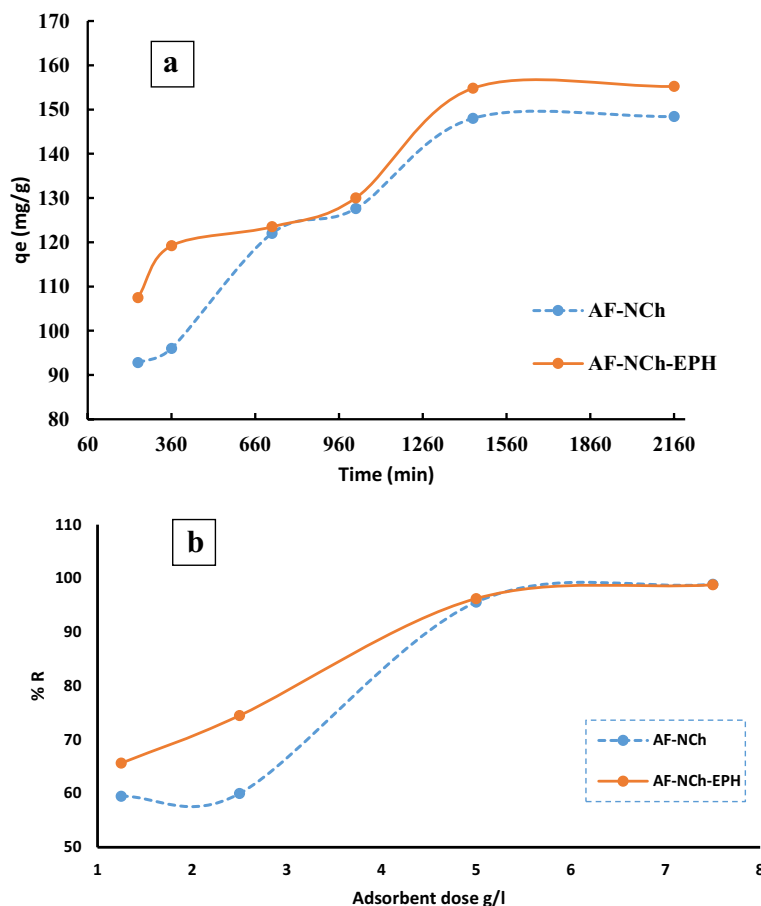 a
170
160
150
140
130
120
110
100
90
80
qe (mg/g)
AF-NCh
AF-NCh-EPH
60 360 660 960 1260 1560 1860 2160
Time (min)
b
110
100
90
80
70
60
50
% R
AF-NCh
AF-NCh-EPH
1 2 3 4 5 6 7 8
Adsorbent dose g/l